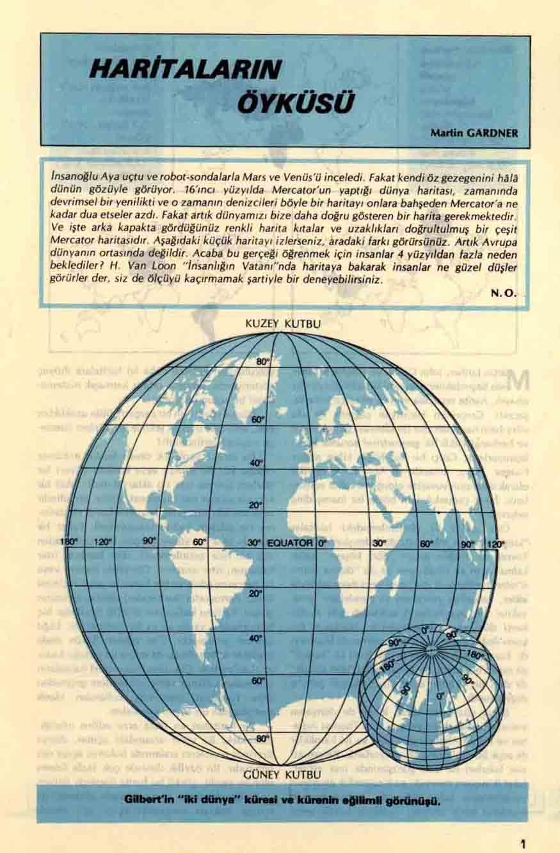 HARİTALARIN
ÖYKÜSÜ
Martin GARDNER
İnsanoğlu Aya uçtu ve robot-sondalarla Mars ve Venüs'ü inceledi. Fakat kendi öz gezegenini hâlâ
dünün gözüyle görüyor. 16'ıncı yüzyılda Mercator'un yaptığı dünya haritası, zamanında
devrimsel bir yenilikti ve o zamanın denizcileri böyle bir haritayı onlara bahşeden Mercator'a ne
kadar dua etseler azdı. Fakat artık dünyamızı bize daha doğru gösteren bir harita gerekmektedir.
Ve işte arka kapakta gördüğünüz renkli harita kıtalar ve uzaklıkları doğrultulmuş bir çeşit
Mercator haritasıdır. Aşağıdaki küçük haritayı izlerseniz, aradaki farkı görürsünüz. Artık Avrupa
dünyanın ortasında değildir. Acaba bu gerçeği öğrenmek için insanlar 4 yüzyıldan fazla neden
beklediler? H. Van Loon "İnsanlığın Vatanı"nda haritaya bakarak insanlar ne güzel düşler
görürler der, siz de ölçüyü kaçırmamak şartiyle bir deneyebilirsiniz.
N.O.
KUZEY KUTBU
80°
60°
40°
20°
180° 120° 90° 60° 30° EQUATOR 0° 30° 60° 90° 120°
20°
40°
60°
80°
0°
90° 90°
180° 180°
90° 90°
0°
GÜNEY KUTBU
Gilbert'in "iki dünya" küresi ve kürenin eğilimli görünüşü.
1